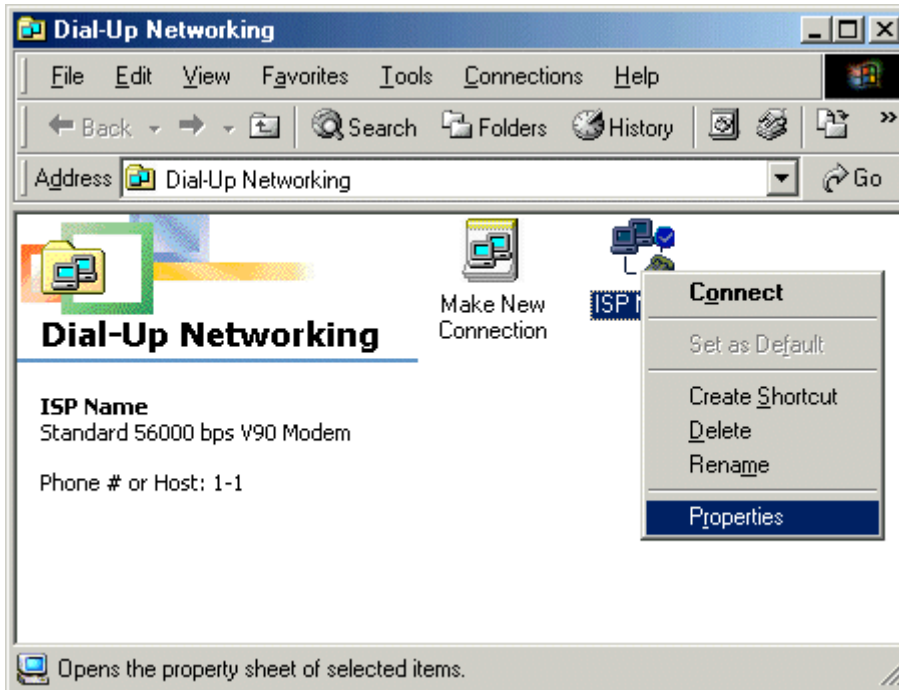 Dial-Up Networking
File Edit View Favorites Tools Connections Help
Back Search Folders History »
Address Dial-Up Networking Go
Make New
Connection
ISP
Dial-Up Networking
ISP Name
Standard 56000 bps V90 Modem
Phone # or Host: 1-1
Connect
Set as Default
Create Shortcut
Delete
Rename
Properties
Opens the property sheet of selected items.